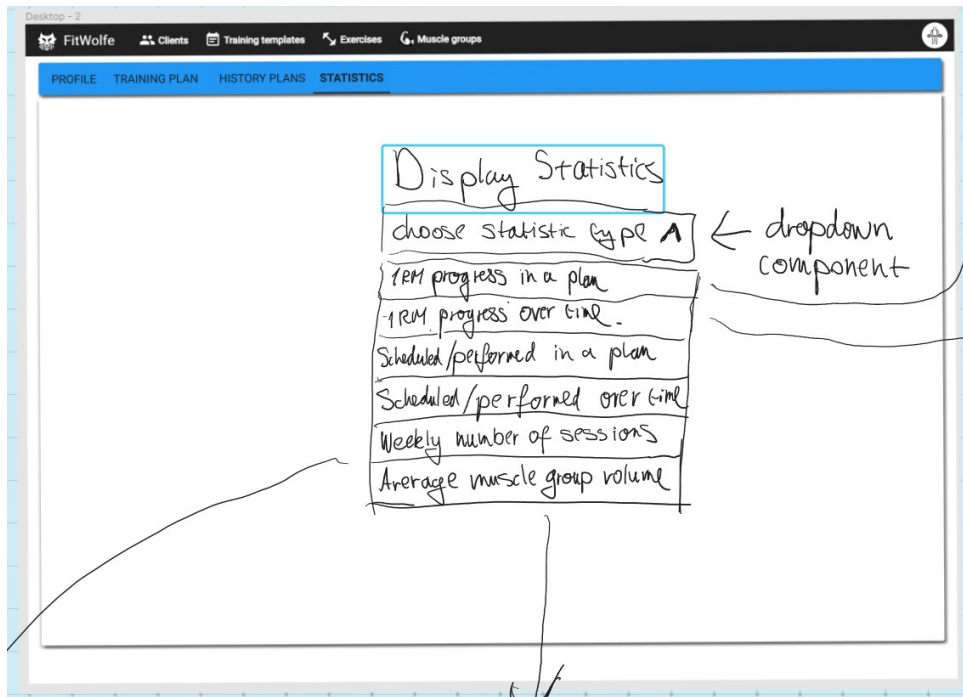 Desktop - 2
FitWolfe Clients Training templates Exercises Muscle groups
PROFILE TRAINING PLAN HISTORY PLANS STATISTICS
Display Statistics
choose statistic type
← dropdown
component
1RM progress in a plan
1RM progress over time.
Scheduled/performed in a plan
Scheduled/performed over time
Weekly number of sessions
Average muscle group volume